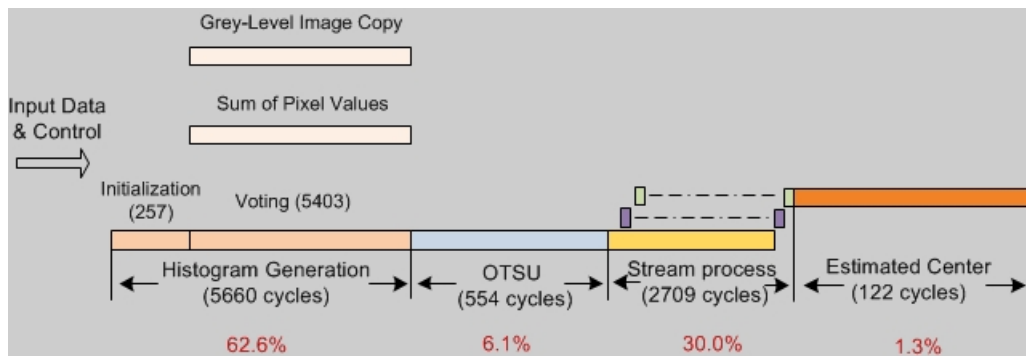 Grey-Level Image Copy
Sum of Pixel Values
Input Data
& Control
Initialization
(257)
Voting (5403)
Histogram Generation
(5660 cycles)
OTSU
(554 cycles)
Stream process
(2709 cycles)
Estimated Center
(122 cycles)
62.6%
6.1%
30.0%
1.3%